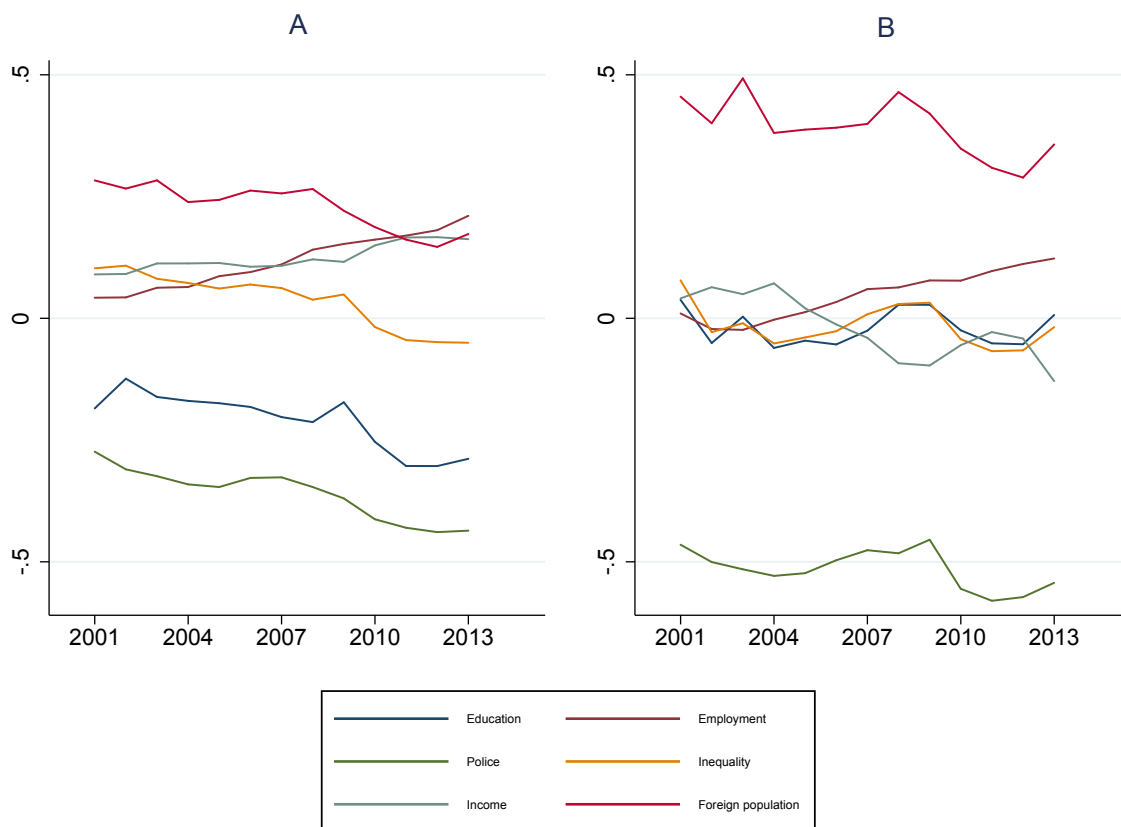 A
B
.5
0
-.5
2001 2004 2007 2010 2013
.5
0
-.5
2001 2004 2007 2010 2013
Education
Employment
Police
Inequality
Income
Foreign population